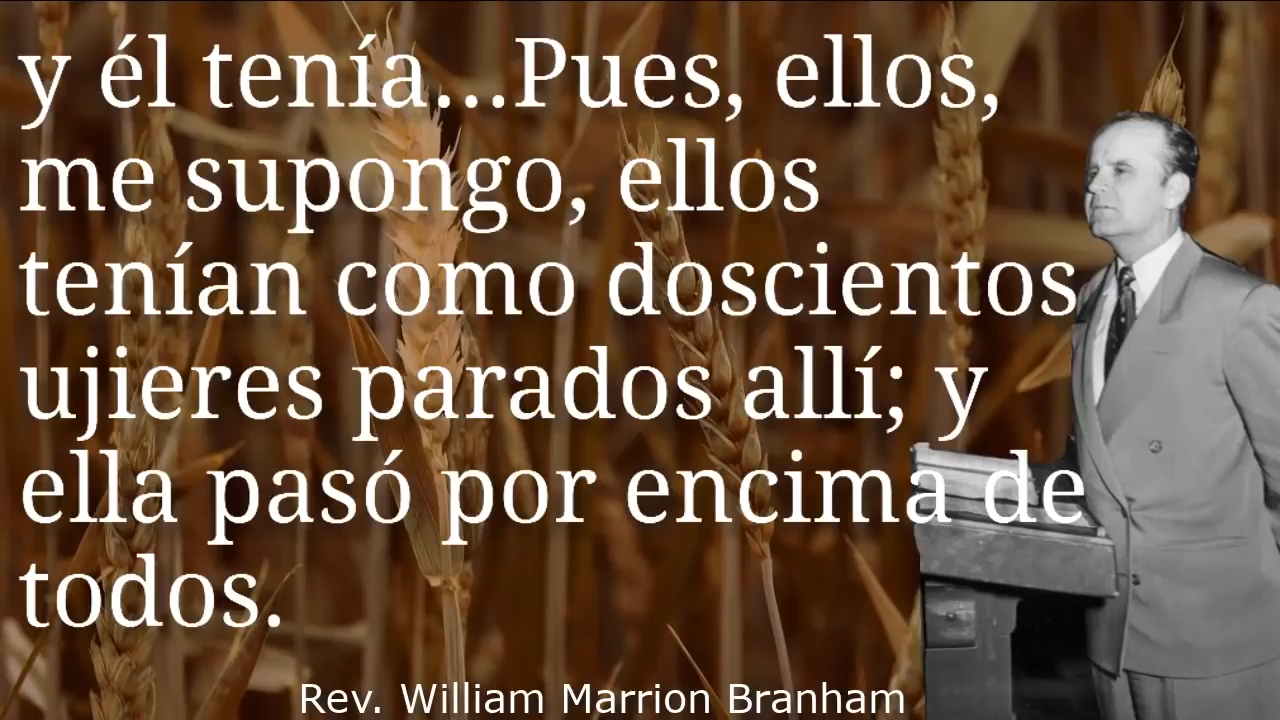 y él tenía...Pues, ellos,
me supongo, ellos
tenían como doscientos
ujieres parados allí; y
ella pasó por encima de
todos.
Rev. William Marrion Branham